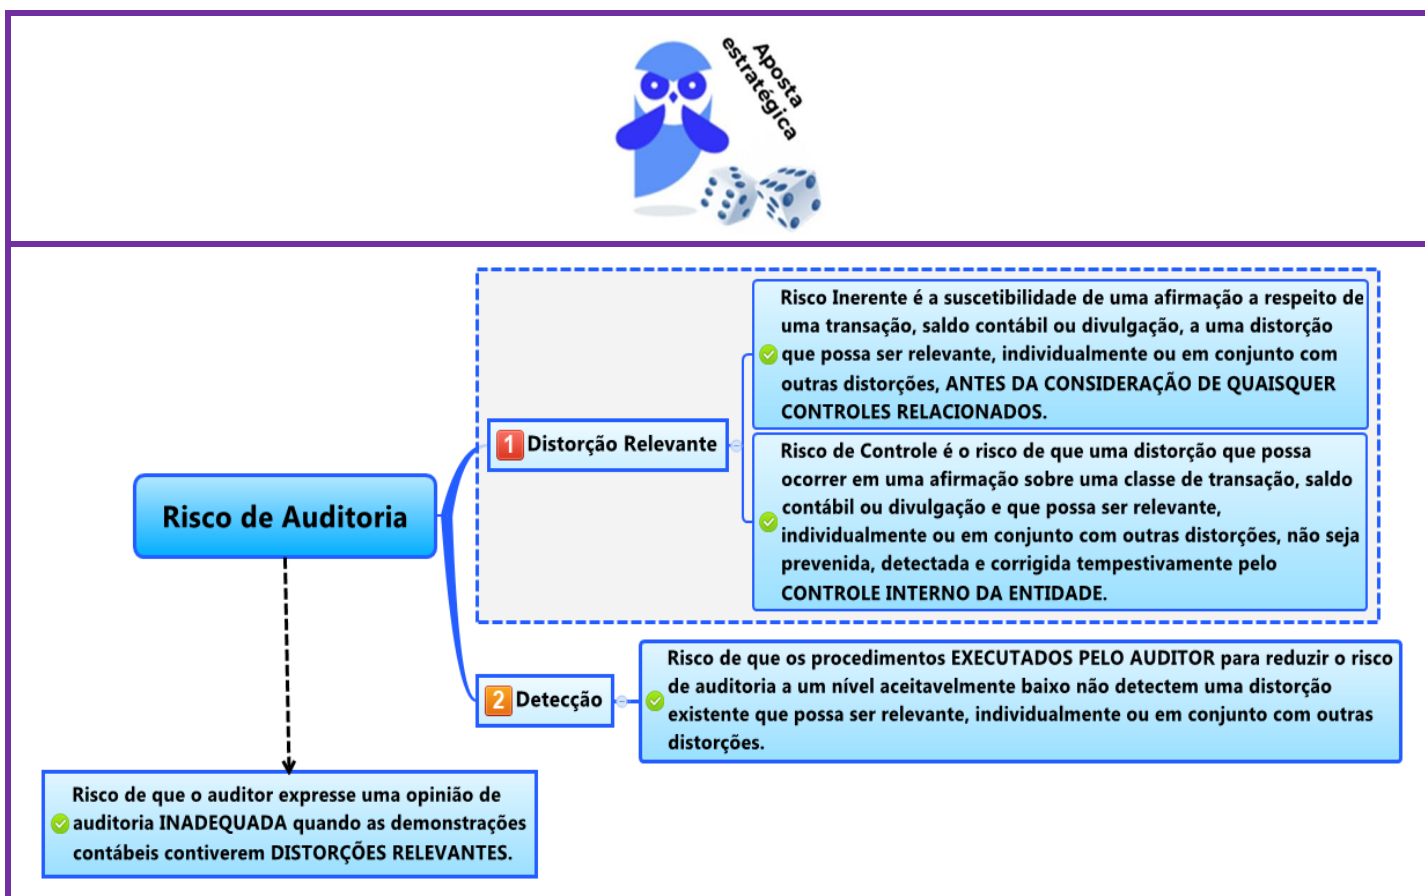 Aposta
estratégica
Risco Inerente é a suscetibilidade de uma afirmação a respeito de
uma transação, saldo contábil ou divulgação, a uma distorção
que possa ser relevante, individualmente ou em conjunto com
outras distorções, ANTES DA CONSIDERAÇÃO DE QUAISQUER
CONTROLES RELACIONADOS.
1 Distorção Relevante
Risco de Controle é o risco de que uma distorção que possa
ocorrer em uma afirmação sobre uma classe de transação, saldo
contábil ou divulgação e que possa ser relevante,
individualmente ou em conjunto com outras distorções, não seja
prevenida, detectada e corrigida tempestivamente pelo
CONTROLE INTERNO DA ENTIDADE.
Risco de Auditoria
Risco de que os procedimentos EXECUTADOS PELO AUDITOR para reduzir o risco
de auditoria a um nível aceitavelmente baixo não detectem uma distorção
existente que possa ser relevante, individualmente ou em conjunto com outras
distorções.
2 Detecção
Risco de que o auditor expresse uma opinião de
auditoria INADEQUADA quando as demonstrações
contábeis contiverem DISTORÇÕES RELEVANTES.